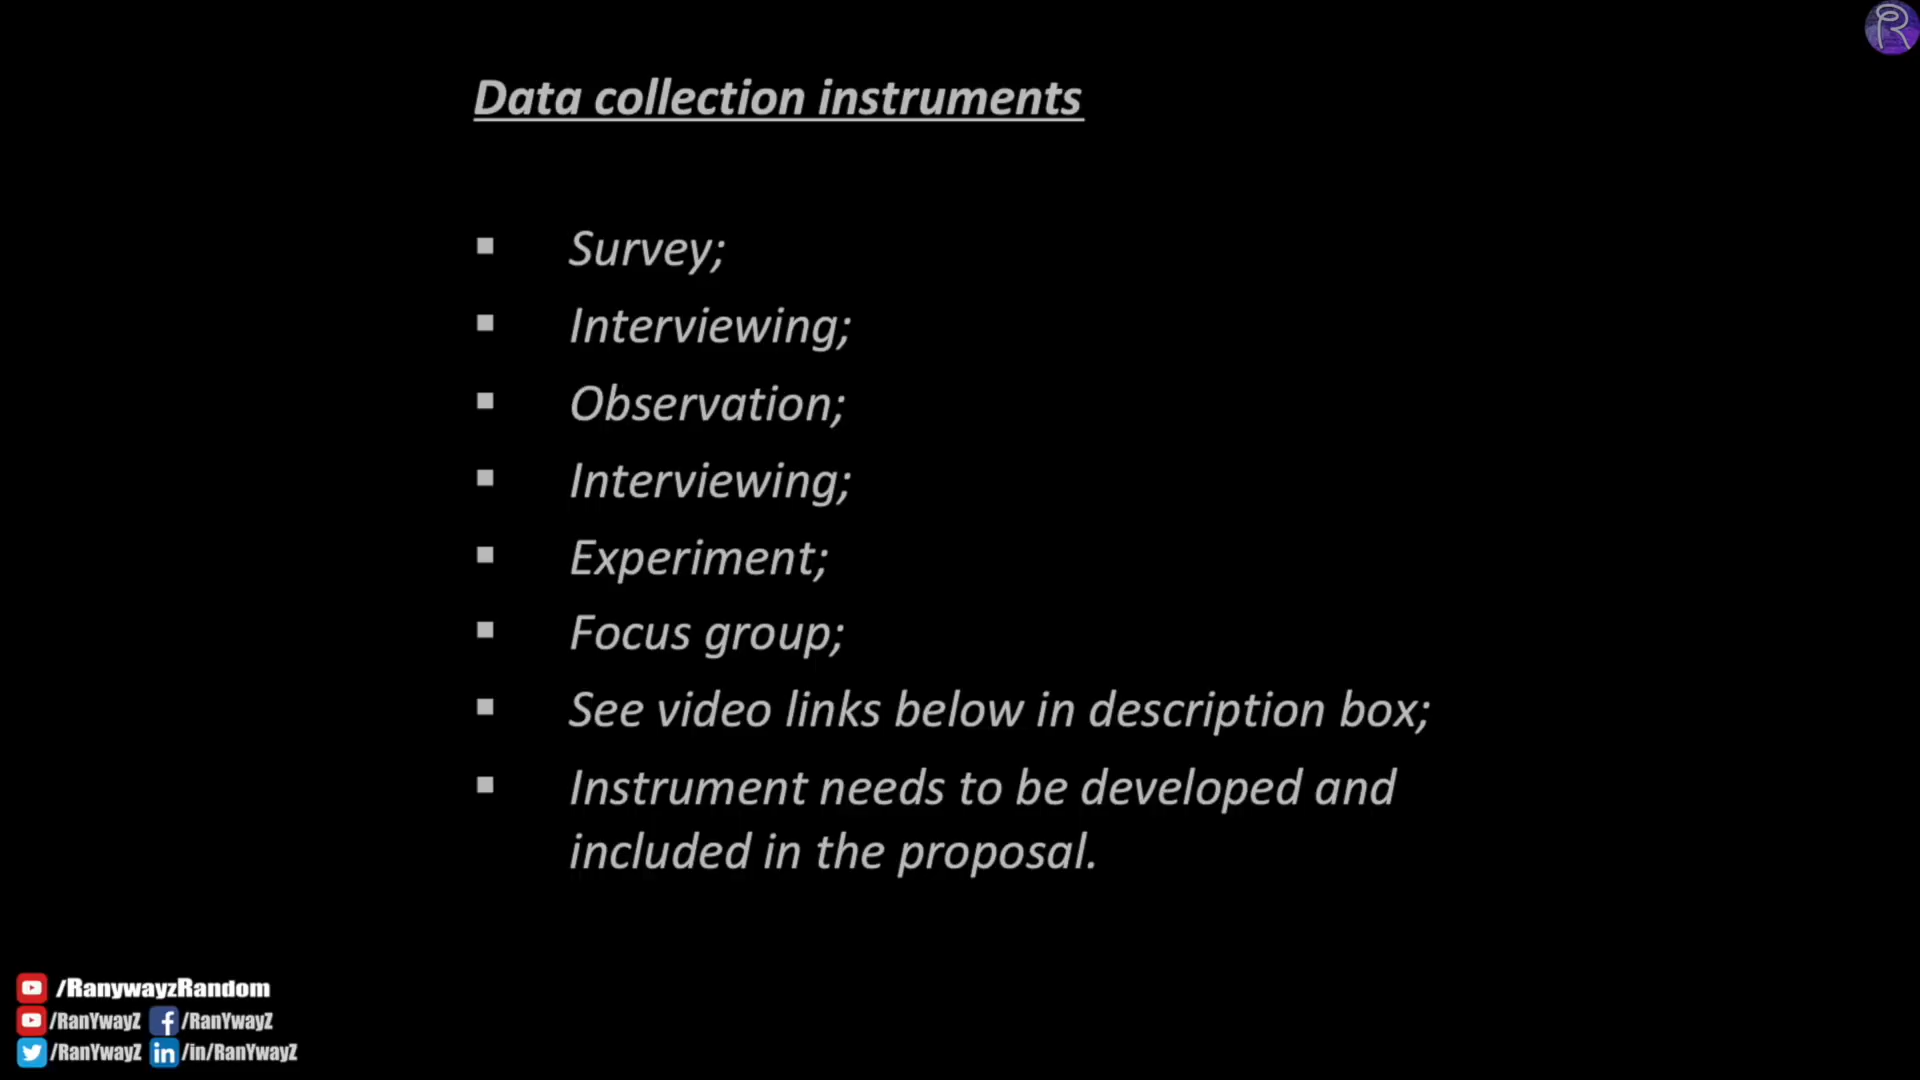 Data collection instruments
▪ Survey;
▪ Interviewing;
▪ Observation;
▪ Interviewing;
▪ Experiment;
▪ Focus group;
▪ See video links below in description box;
▪ Instrument needs to be developed and
included in the proposal.
/RanywayzRandom
/RanYwayZ /RanYwayZ
/RanYwayZ /in/RanYwayZ